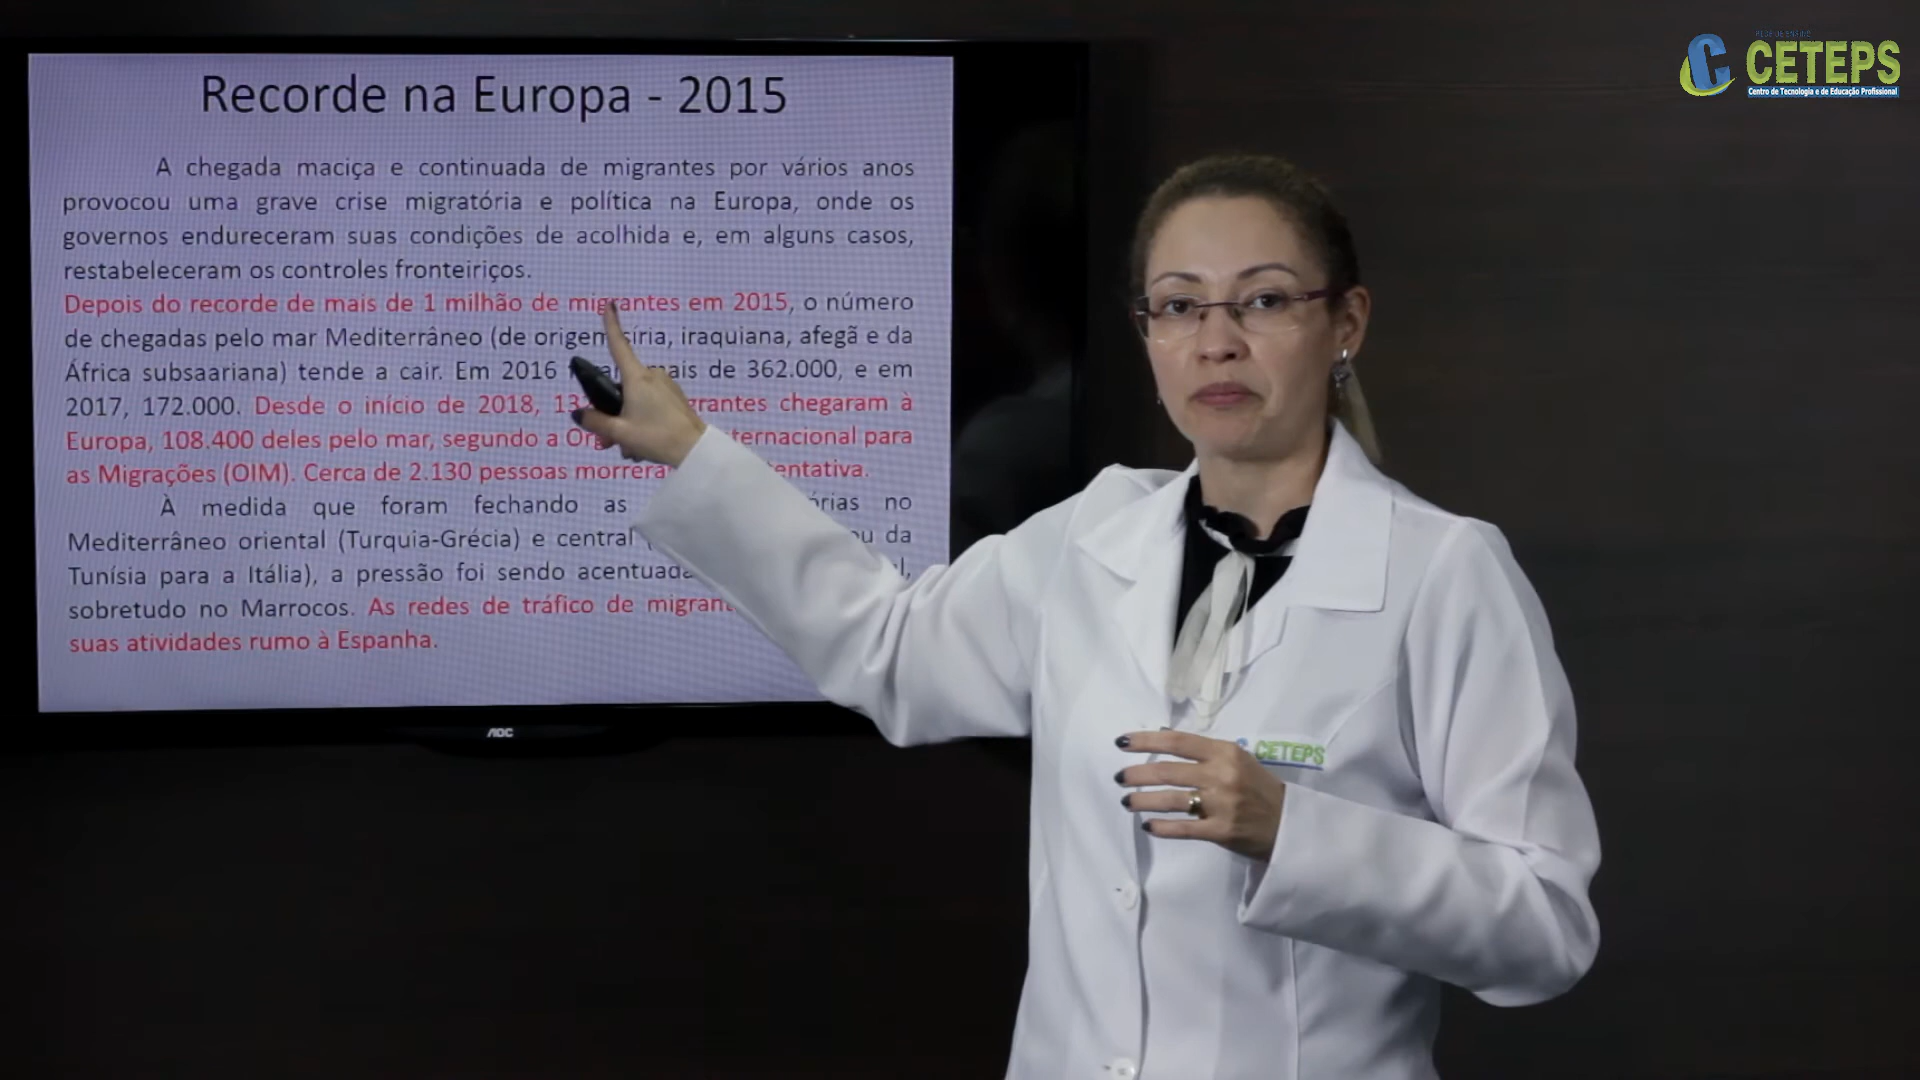 Recorde na Europa - 2015
A chegada maciça e continuada de migrantes por vários anos
provocou uma grave crise migratória e política na Europa, onde os
governos endureceram suas condições de acolhida e, em alguns casos,
restabeleceram os controles fronteiriços.
Depois do recorde de mais de 1 milhão de migrantes em 2015, o número
de chegadas pelo mar Mediterrâneo (de origem síria, iraquiana, afegã e da
África subsaariana) tende a cair. Em 2016 mais de 362.000, e em
2017, 172.000. Desde o início de 2018, chegaram à
Europa, 108.400 deles pelo mar, segundo a para
as Migrações (OIM). Cerca de 2.130 pessoas tentativa.
À medida que foram fechando as no
Mediterrâneo oriental (Turquia-Grécia) e central da
Tunísia para a Itália), a pressão foi sendo
sobretudo no Marrocos. As redes de tráfico de
suas atividades rumo à Espanha.
AOC
CETEPS
REDE DE ENSINO
CETEPS
Centro de Tecnologia e de Educação Profissional